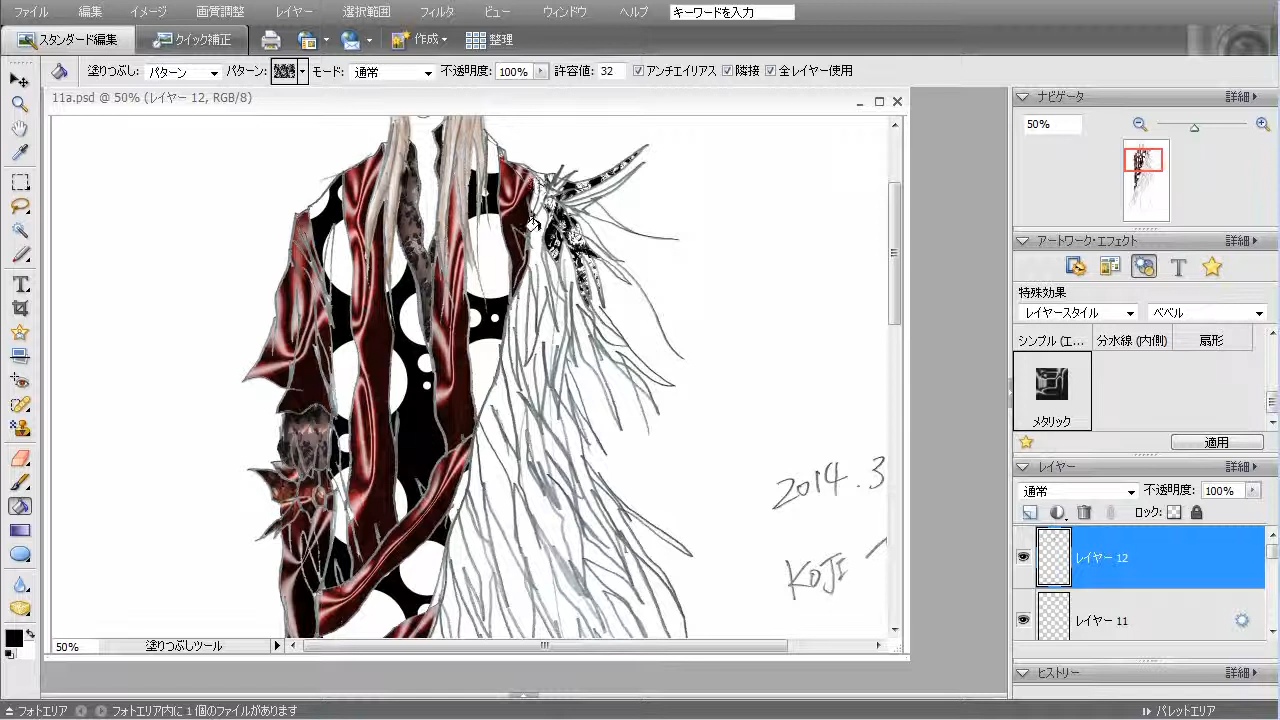 ファイル 編集 イメージ 画質調整 レイヤー 選択範囲 フィルタ ビュー ウィンドウ ヘルプ キーワードを入力
スタンダード編集 クイック補正 作成 整理
塗りつぶし: パターン パターン: モード: 通常 不透明度: 100% 許容値: 32 アンチエイリアス 隣接 全レイヤー使用
11a.psd @ 50% (レイヤー 12, RGB/8)
2014.3
KOJI
50% 塗りつぶしツール
ナビゲータ 詳細
50%
アートワーク・エフェクト 詳細
特殊効果
レイヤースタイル ベベル
シンプル (エ... 分水線 (内側) 扇形
メタリック
適用
レイヤー 詳細
通常 不透明度: 100%
ロック:
レイヤー 12
レイヤー 11
ヒストリー 詳細
フォトエリア フォトエリア内に 1 個のファイルがあります パレットエリア